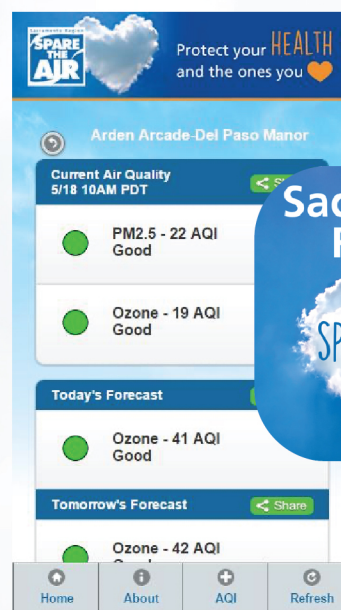 Sacramento Region
SPARE
THE
AIR
Protect your HEALTH
and the ones you
Arden Arcade-Del Paso Manor
Current Air Quality
5/18 10AM PDT
PM2.5 - 22 AQI
Good
Ozone - 19 AQI
Good
Today's Forecast
Ozone - 41 AQI
Good
Tomorrow's Forecast
Share
Ozone - 42 AQI
Home
About
AQI
Refresh